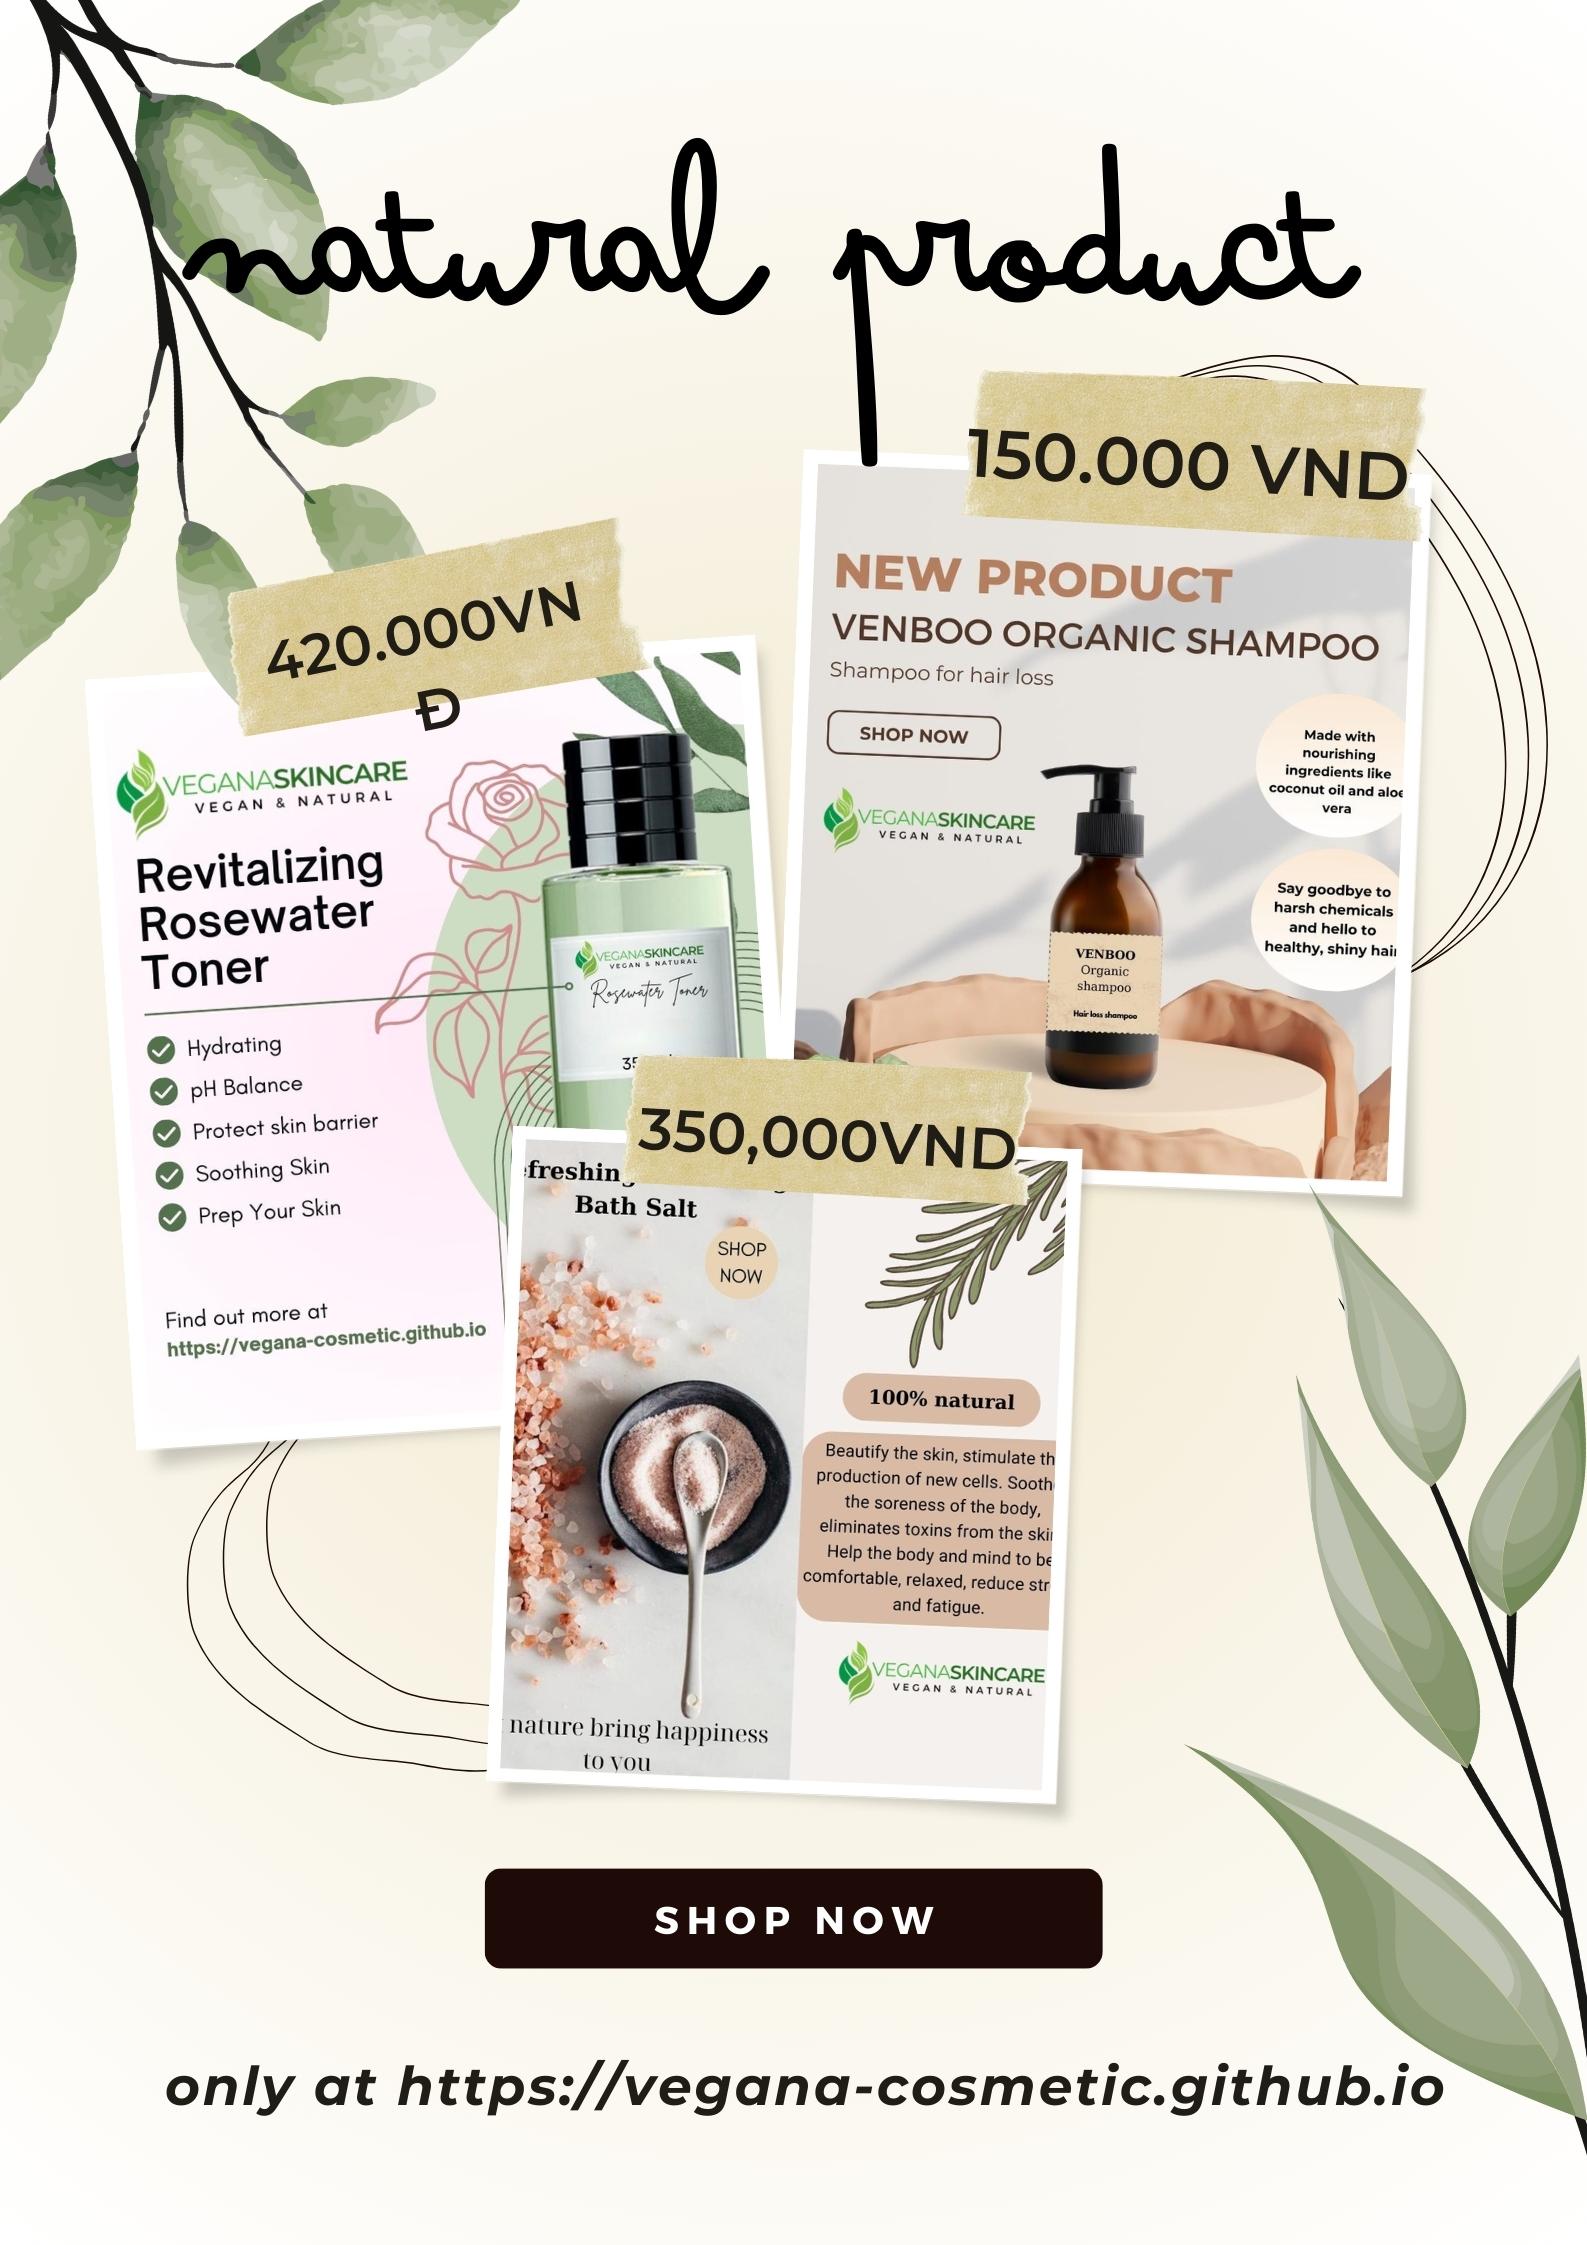 natural product
420.000VN
Đ
VEGANASKINCARE
VEGAN & NATURAL
Revitalizing
Rosewater
Toner
Hydrating
pH Balance
Protect skin barrier
Soothing Skin
Prep Your Skin
Find out more at
https://vegana-cosmetic.github.io
VEGANASKINCARE
VEGAN & NATURAL
Rosewater Toner
150.000 VND
NEW PRODUCT
VENBOO ORGANIC SHAMPOO
Shampoo for hair loss
SHOP NOW
VEGANASKINCARE
VEGAN & NATURAL
Made with
nourishing
ingredients like
coconut oil and aloe
vera
Say goodbye to
harsh chemicals
and hello to
healthy, shiny hair
VENBOO
Organic
shampoo
Hair loss shampoo
350,000VND
Bath Salt
SHOP
NOW
100% natural
Beautify the skin, stimulate
production of new cells.
the soreness of the body,
eliminates toxins from the skin
Help the body and mind to be
comfortable, relaxed, reduce
and fatigue.
VEGANASKINCARE
VEGAN & NATURAL
nature bring happiness
to you
SHOP NOW
only at https://vegana-cosmetic.github.io